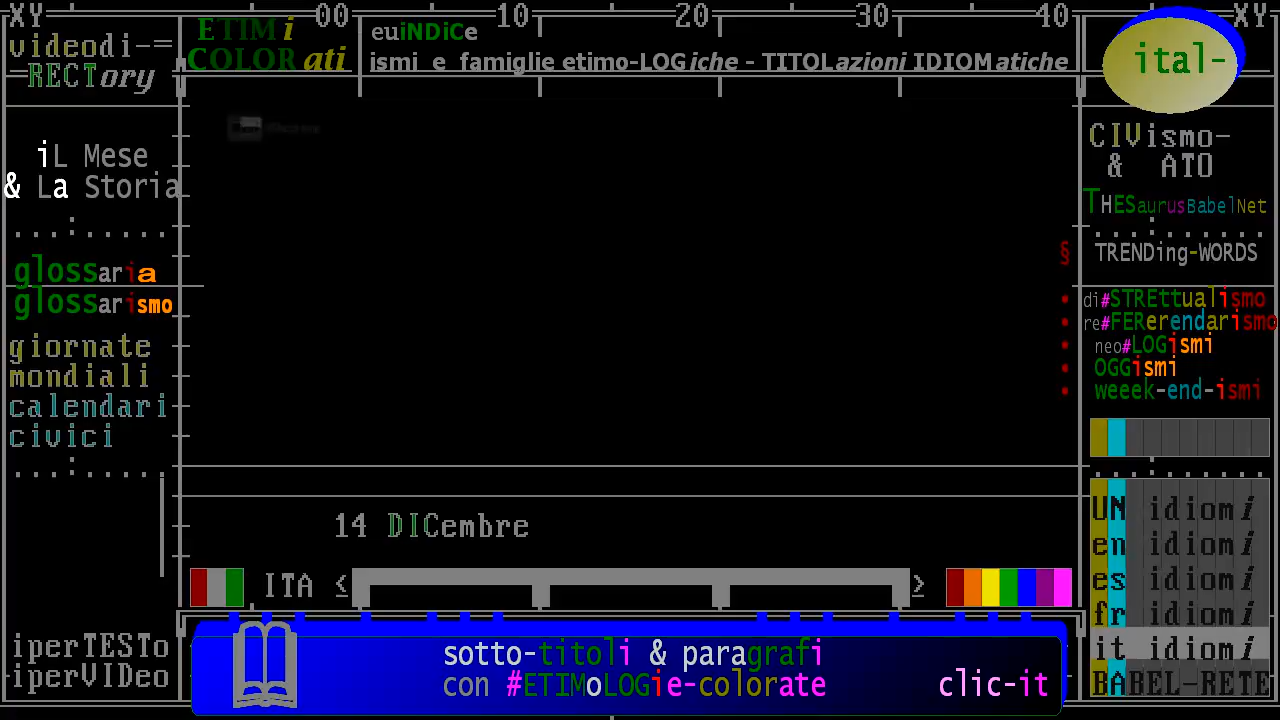 XY 00 10 20 30 40 XY
videodi-=
=RECTory
ETIMi
COLORati
euiNDiCe
ismi e famiglie etimo-LOGiche - TITOLazioni IDIOMatiche
ital-
iL Mese
& La Storia
...:.....
glossaria
glossarismo
giornate
mondiali
calendari
civici
...:.....
iperTESTo
iperVIDeo
§
•
•
•
•
•
14 DICembre
ITA < >
sotto-titoli & paragrafi
con #ETIMoLOGie-colorate clic-it
CIVismo-
& ATO
THESaurusBabelNet
....:.......
TRENDing-WORDS
di#STREttualismo
re#FERerendarismo
neo#LOGismi
OGGismi
weeek-end-ismi
....:.......
UN idiomi
en idiomi
es idiomi
fr idiomi
it idiomi
BABEL-RETE